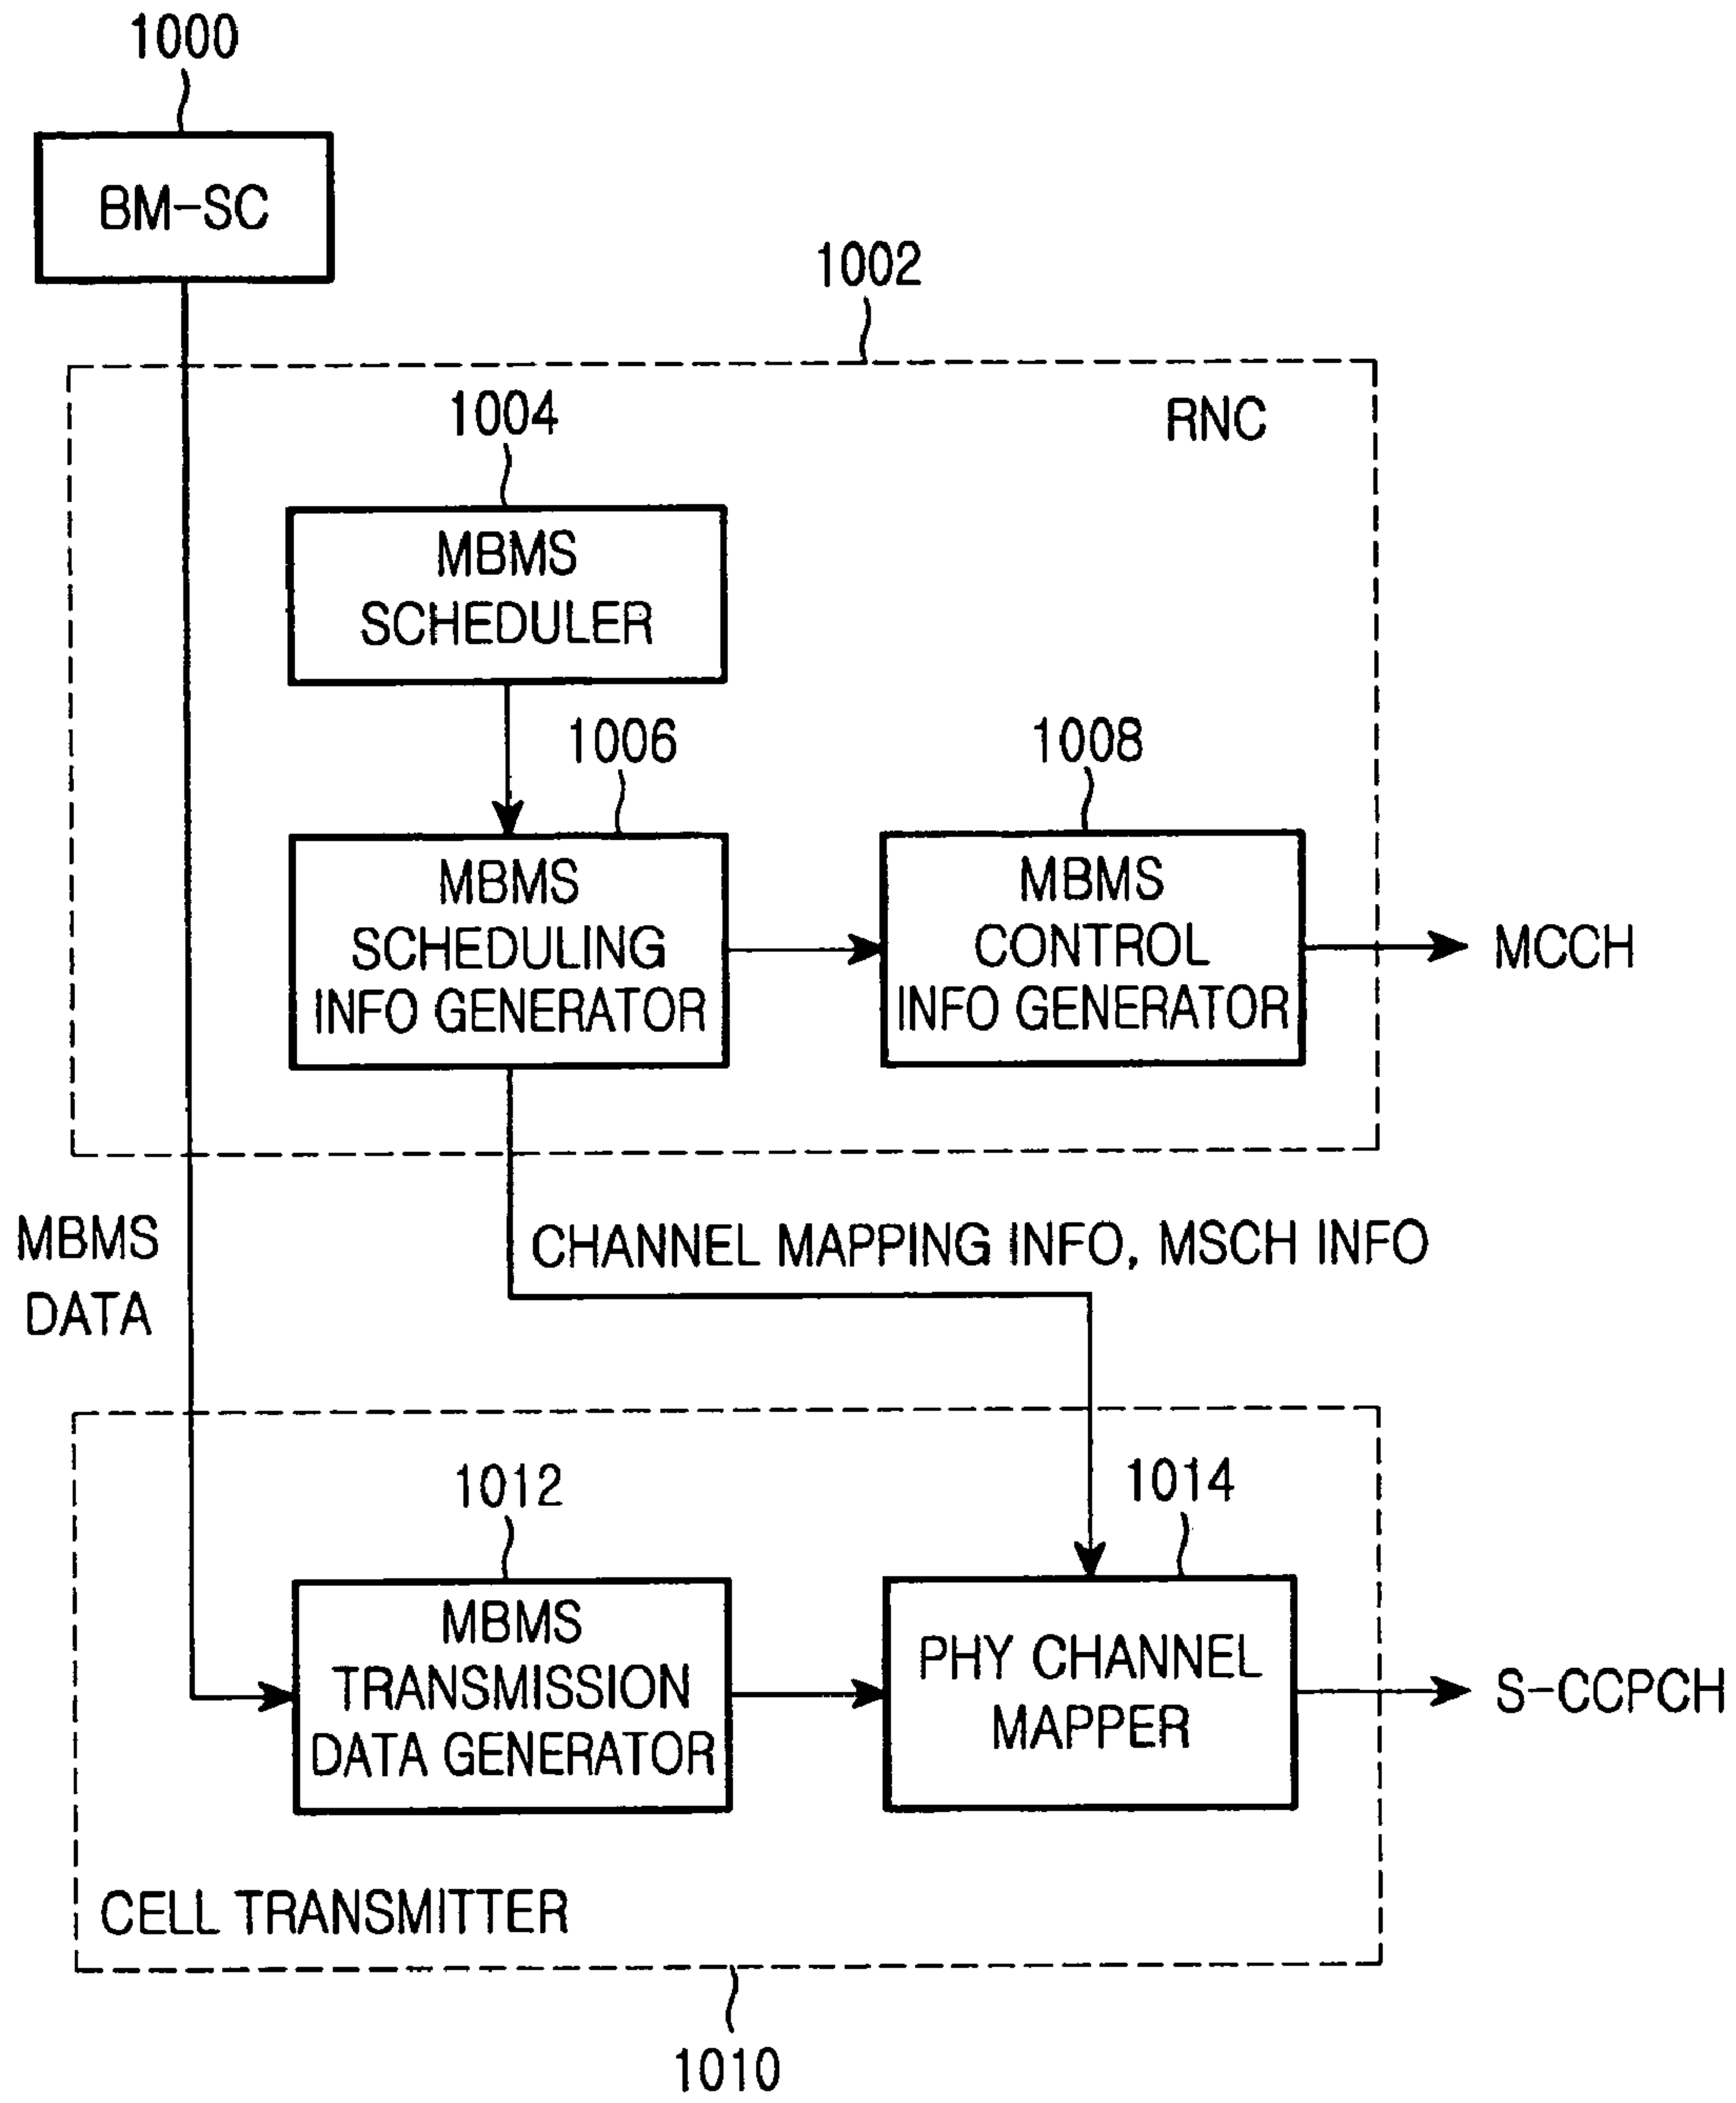 1000
BM-SC
1002
RNC
1004
MBMS
SCHEDULER
1006
MBMS
SCHEDULING
INFO GENERATOR
1008
MBMS
CONTROL
INFO GENERATOR
MCCH
MBMS
DATA
CHANNEL MAPPING INFO, MSCH INFO
1012
MBMS
TRANSMISSION
DATA GENERATOR
1014
PHY CHANNEL
MAPPER
S-CCPCH
CELL TRANSMITTER
1010